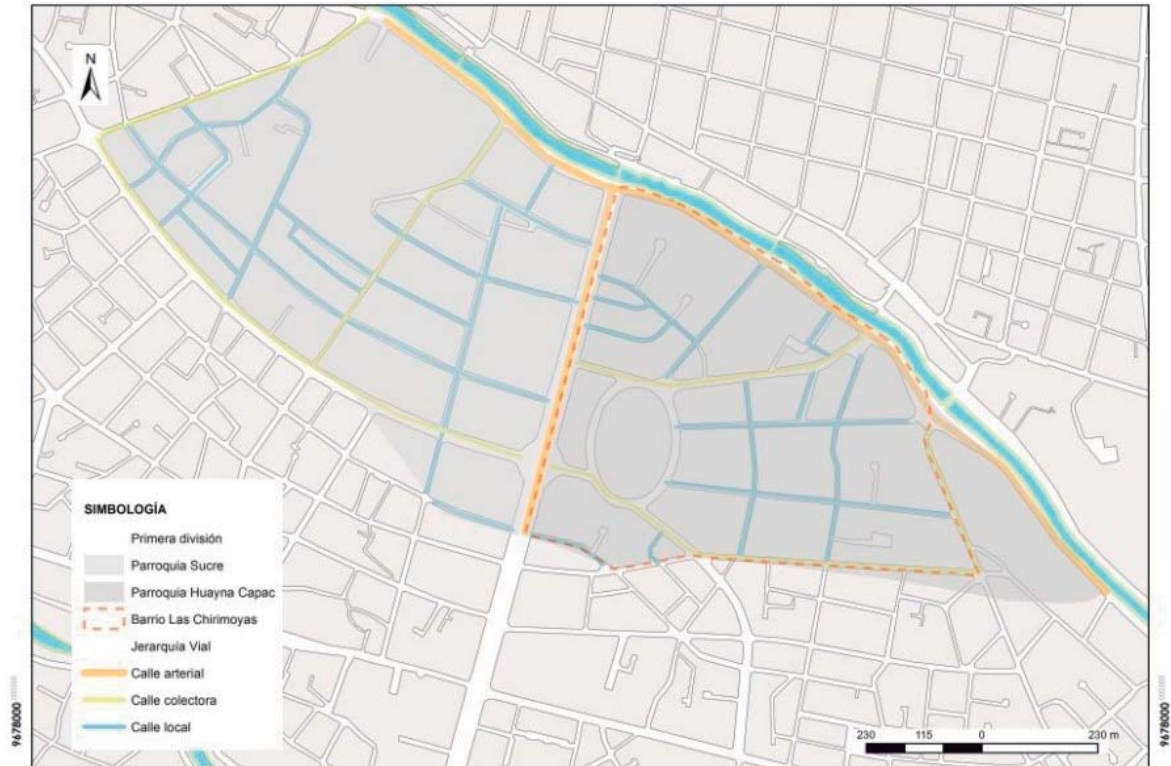 N
SIMBOLOGÍA
Primera división
Parroquia Sucre
Parroquia Huayna Capac
Barrio Las Chirimoyas
Jerarquía Vial
Calle arterial
Calle colectora
Calle local
9678000
230 115 0 230 m
9678000